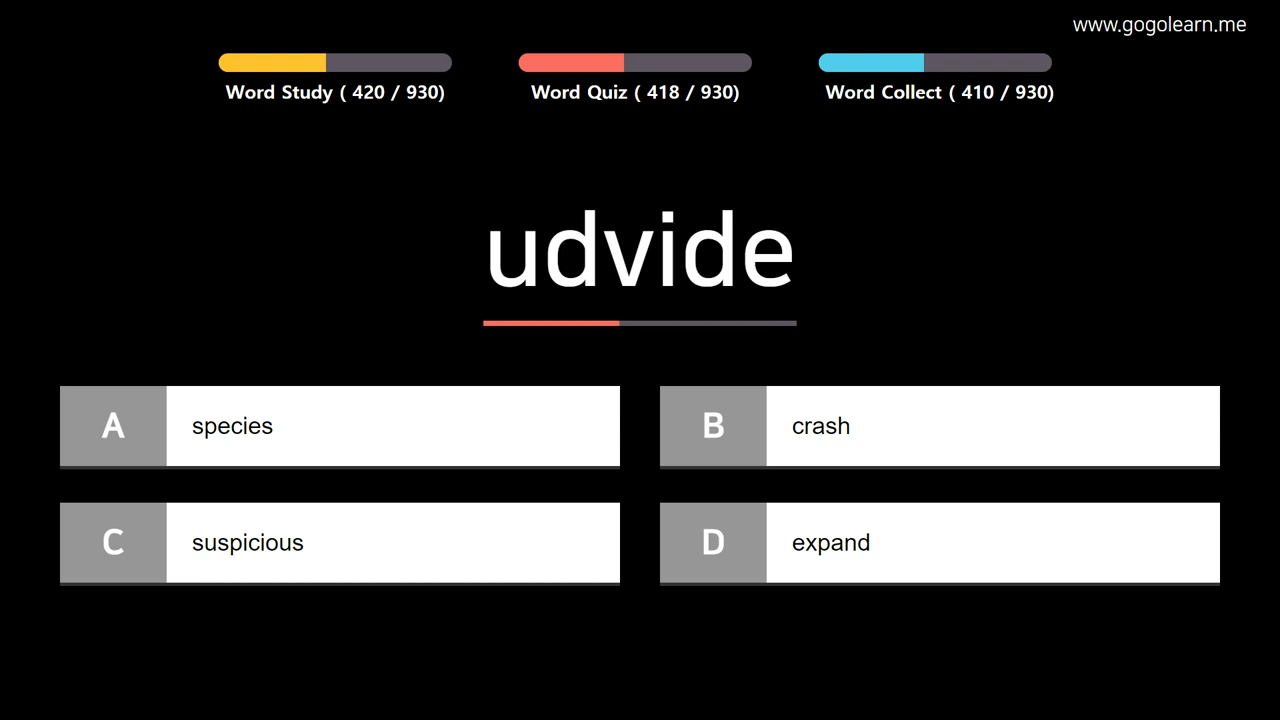 www.gogolearn.me
Word Study ( 420 / 930)
Word Quiz ( 418 / 930)
Word Collect ( 410 / 930)
udvide
A species
B crash
C suspicious
D expand